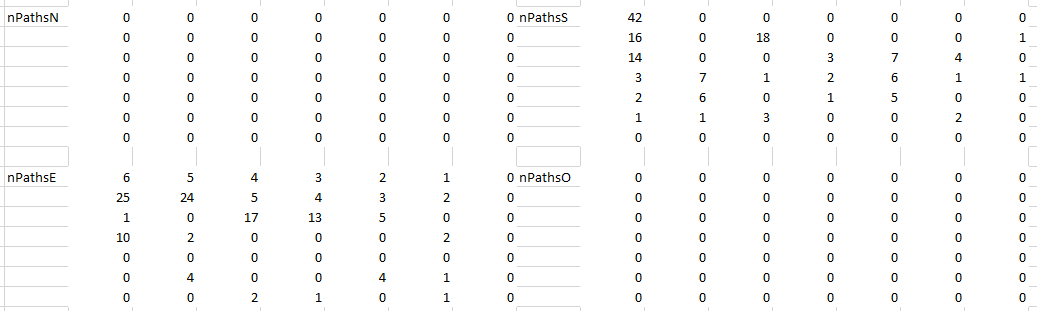 nPathsN 0 0 0 0 0 0 0 nPathsS 42 0 0 0 0 0 0
0 0 0 0 0 0 0 16 0 18 0 0 0 1
0 0 0 0 0 0 0 14 0 0 3 7 4 0
0 0 0 0 0 0 0 3 7 1 2 6 1 1
0 0 0 0 0 0 0 2 6 0 1 5 0 0
0 0 0 0 0 0 0 1 1 3 0 0 2 0
0 0 0 0 0 0 0 0 0 0 0 0 0 0
nPathsE 6 5 4 3 2 1 0 nPathsO 0 0 0 0 0 0 0
25 24 5 4 3 2 0 0 0 0 0 0 0 0
1 0 17 13 5 0 0 0 0 0 0 0 0 0
10 2 0 0 0 2 0 0 0 0 0 0 0 0
0 0 0 0 0 0 0 0 0 0 0 0 0 0
0 4 0 0 4 1 0 0 0 0 0 0 0 0
0 0 2 1 0 1 0 0 0 0 0 0 0 0